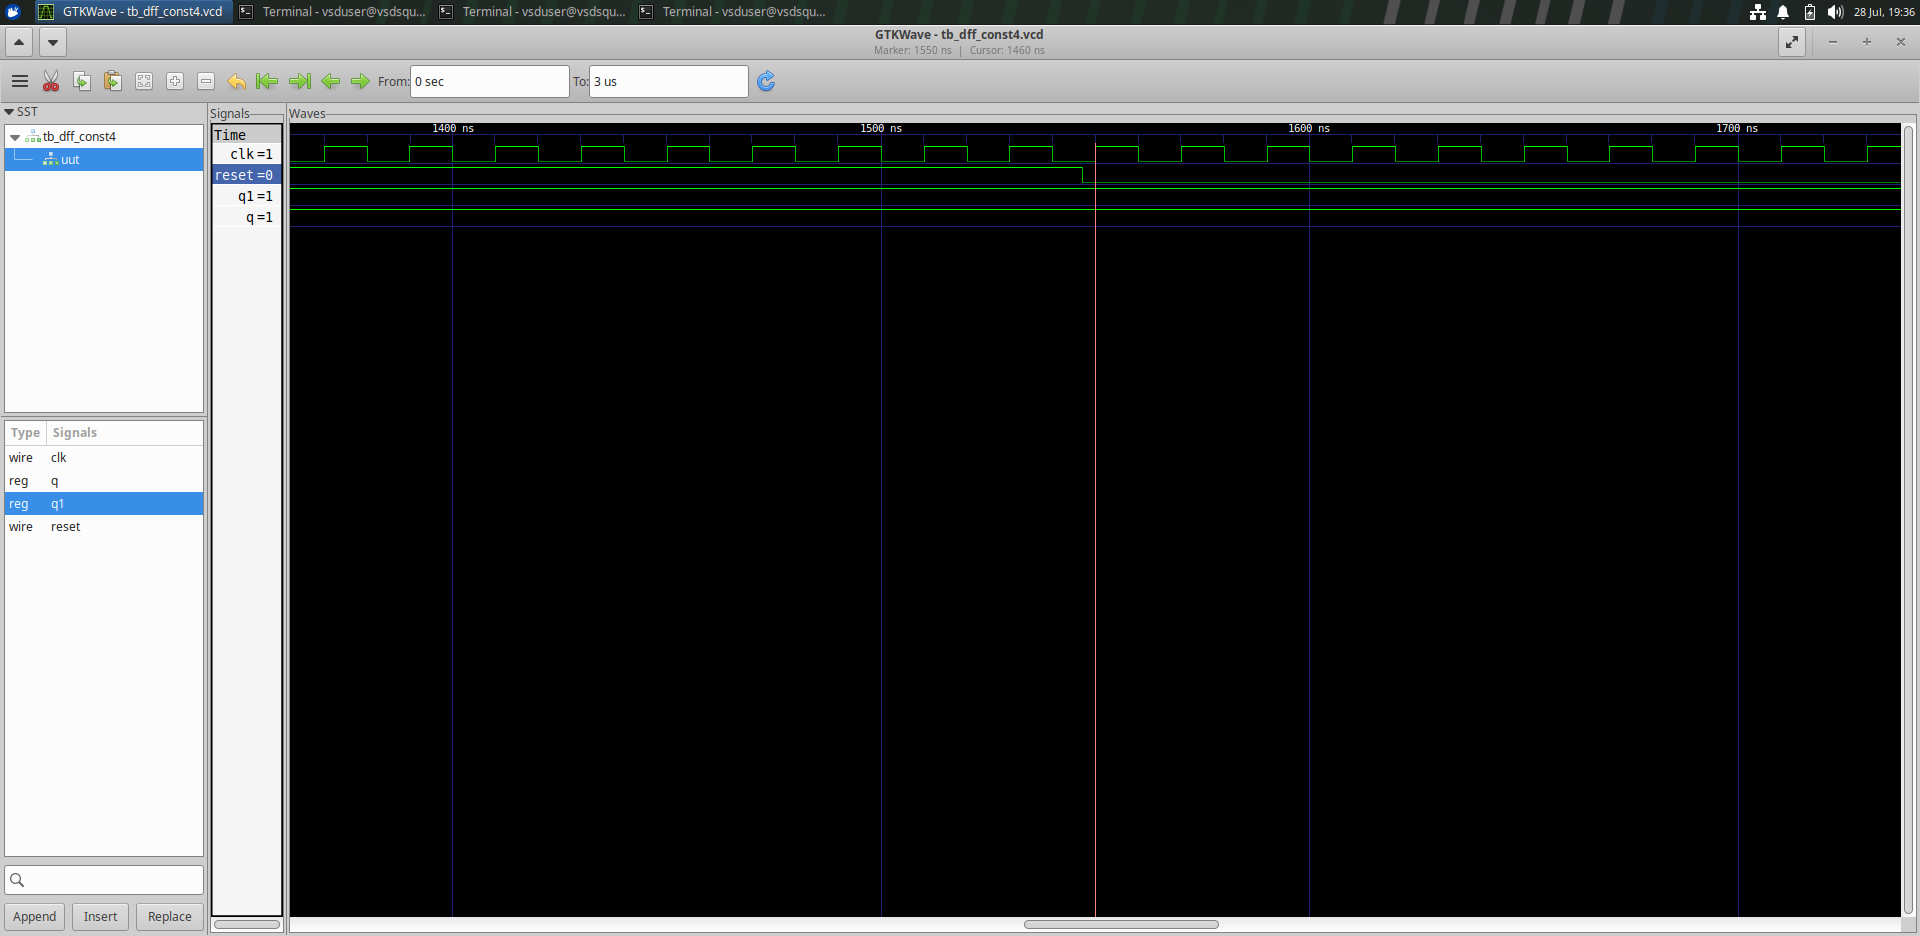 GTKWave - tb_dff_const4.vcd
Terminal - vsduser@vsdsqu...
Terminal - vsduser@vsdsqu...
Terminal - vsduser@vsdsqu...
28 Jul, 19:36
GTKWave - tb_dff_const4.vcd
Marker: 1550 ns | Cursor: 1460 ns
From: 0 sec To: 3 us
SST
tb_dff_const4
uut
Type Signals
wire clk
reg q
reg q1
wire reset
Append Insert Replace
Signals
Time
clk =1
reset =0
q1 =1
q =1
Waves
1400 ns 1500 ns 1600 ns 1700 ns